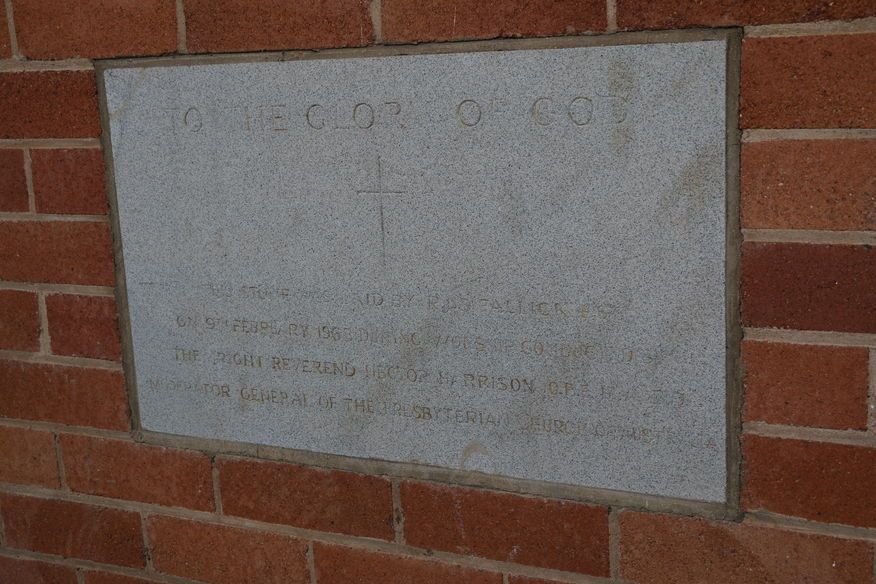 TO THE GLORY OF GOD
STONE WAS LAID BY
ON 9TH FEBRUARY 1963 DURING WORSHIP CONDUCTED BY
THE RIGHT REVEREND HECTOR HARRISON, O.B.E.
MODERATOR GENERAL OF THE PRESBYTERIAN CHURCH OF AUSTRALIA